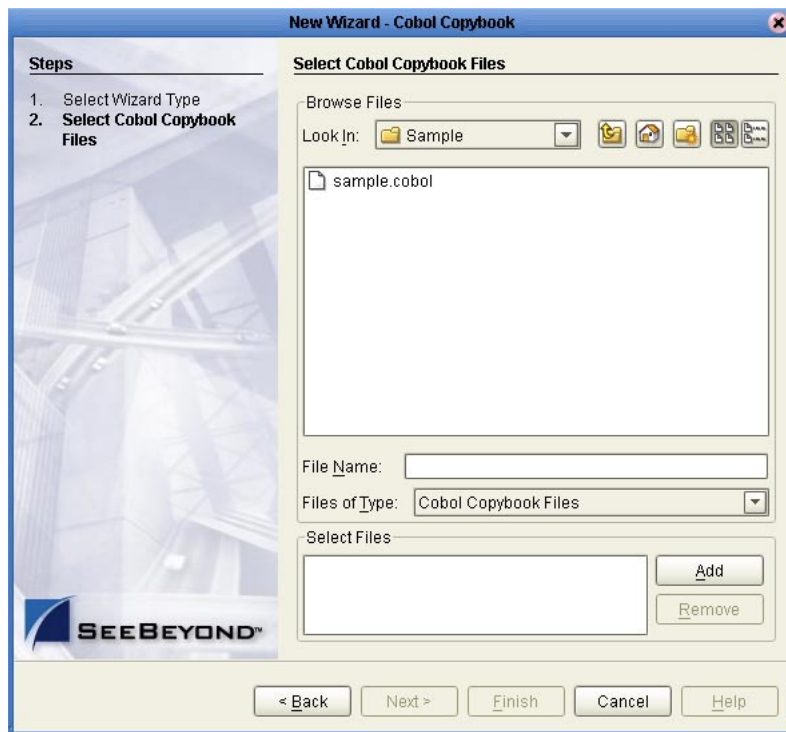 New Wizard - Cobol Copybook
Steps
1. Select Wizard Type
2. Select Cobol Copybook
Files
SEEBEYOND™
Select Cobol Copybook Files
Browse Files
Look In: Sample
sample.cobol
File Name:
Files of Type: Cobol Copybook Files
Select Files
Add
Remove
< Back Next > Finish Cancel Help